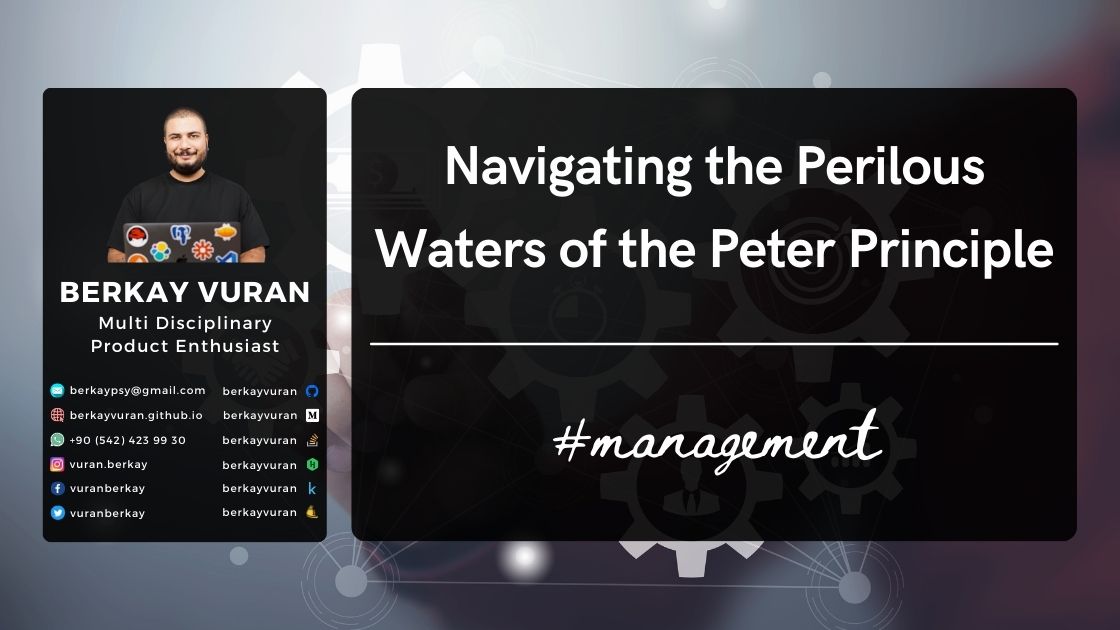 BERKAY VURAN
Multi Disciplinary
Product Enthusiast
berkaypsy@gmail.com
berkayvuran
berkayvuran.github.io
berkayvuran
M
+90 (542) 423 99 30
berkayvuran
vuran.berkay
berkayvuran
vuranberkay
berkayvuran
k
vuranberkay
berkayvuran
Navigating the Perilous
Waters of the Peter Principle
#management